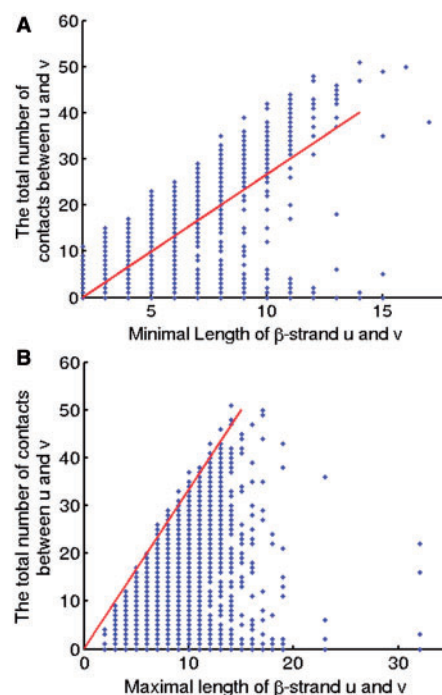 A
60
50
40
30
20
10
0
The total number of
contacts between u and v
5
10
15
Minimal Length of β-strand u and v
B
60
50
40
30
20
10
0
The total number of contacts
between u and v
0
10
20
30
Maximal length of β-strand u and v